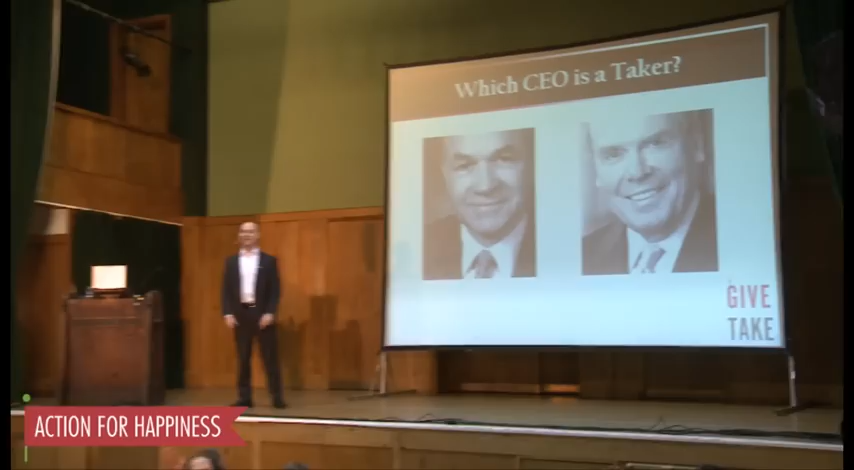 Which CEO is a Taker?
GIVE
TAKE
ACTION FOR HAPPINESS